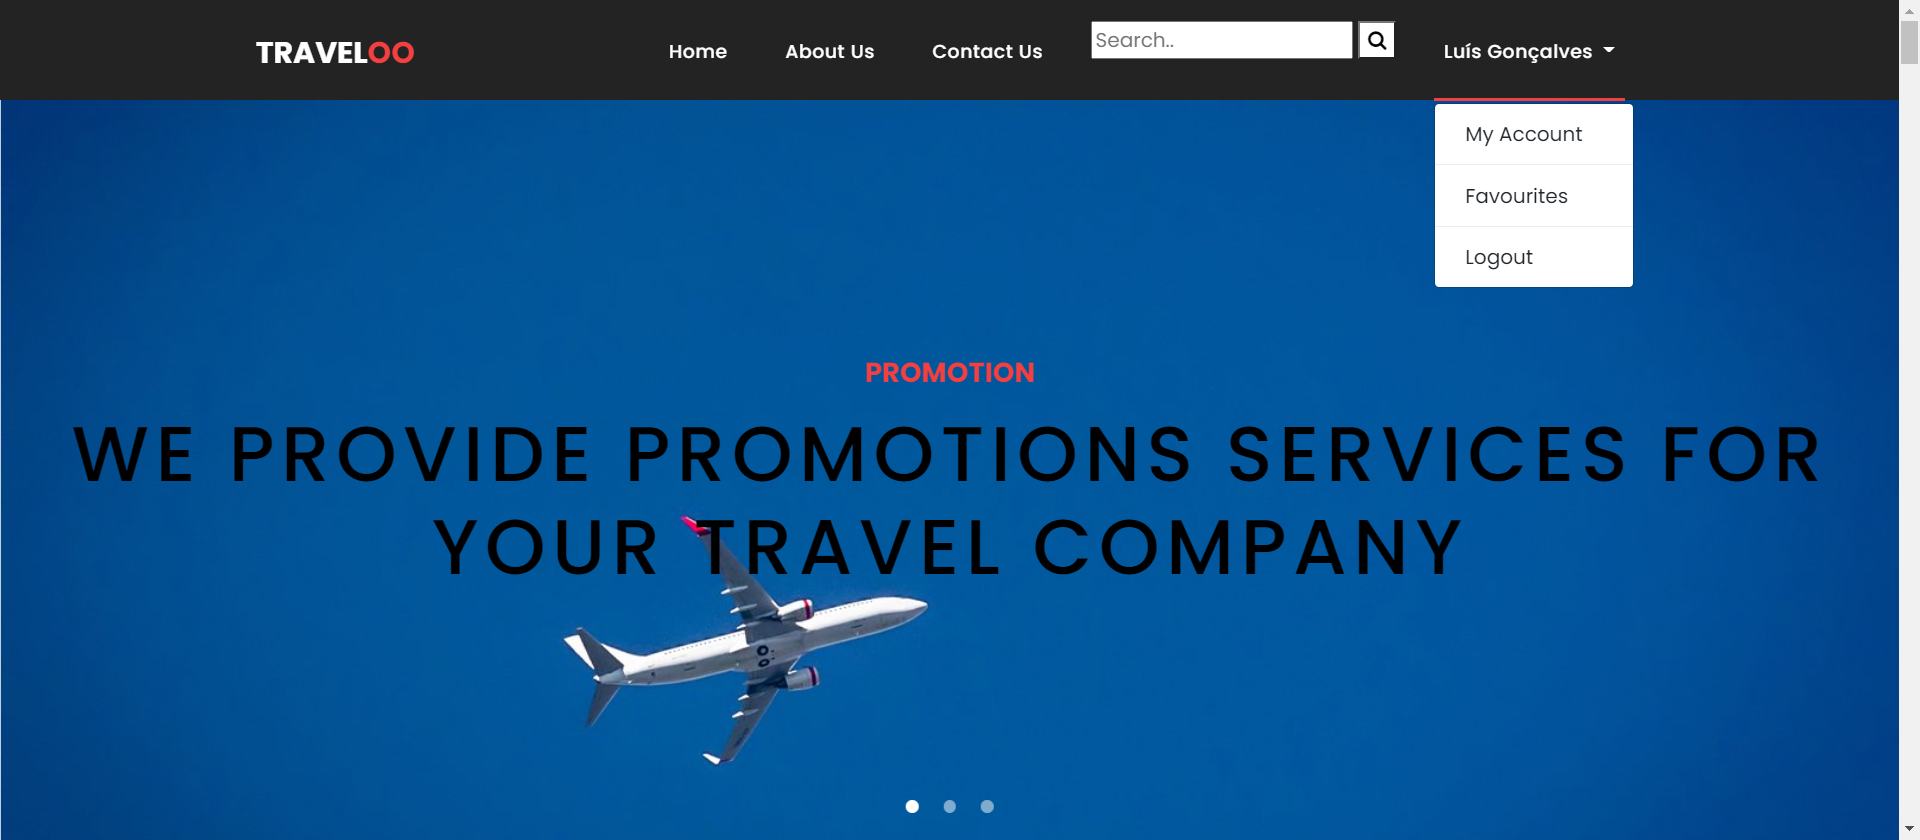 TRAVELOO
Home
About Us
Contact Us
Search..
Luís Gonçalves
My Account
Favourites
Logout
PROMOTION
WE PROVIDE PROMOTIONS SERVICES FOR
YOUR TRAVEL COMPANY